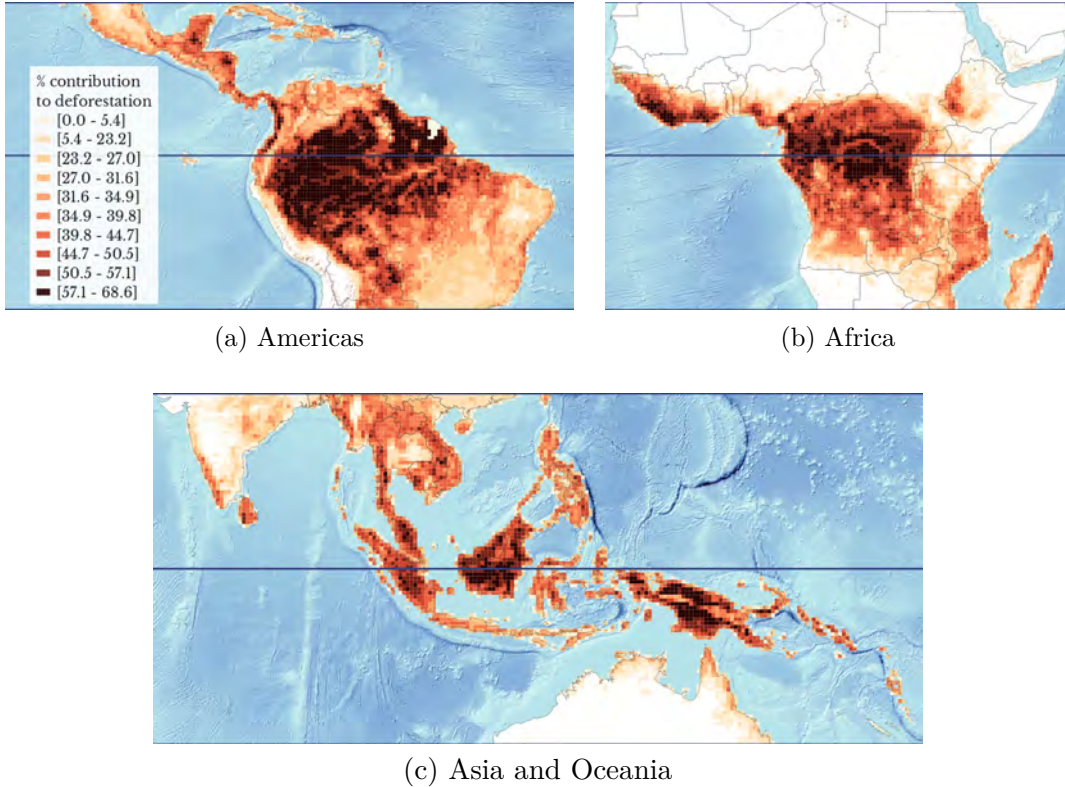 % contribution
to deforestation
[0.0 - 5.4]
[5.4 - 23.2]
[23.2 - 27.0]
[27.0 - 31.6]
[31.6 - 34.9]
[34.9 - 39.8]
[39.8 - 44.7]
[44.7 - 50.5]
[50.5 - 57.1]
[57.1 - 68.6]
(a) Americas
(b) Africa
(c) Asia and Oceania